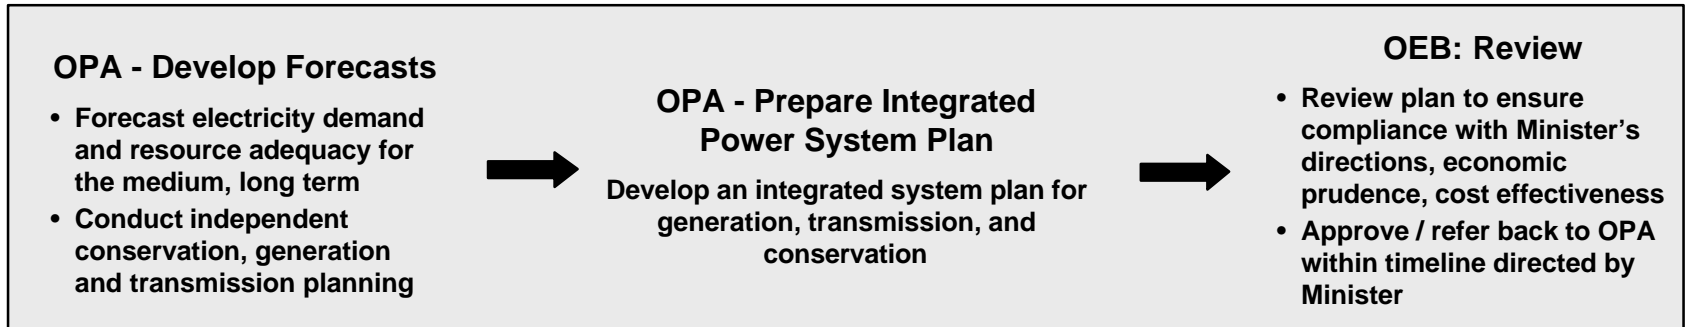 OPA - Develop Forecasts
• Forecast electricity demand
and resource adequacy for
the medium, long term
• Conduct independent
conservation, generation
and transmission planning
OPA - Prepare Integrated
Power System Plan
Develop an integrated system plan for
generation, transmission, and
conservation
OEB: Review
• Review plan to ensure
compliance with Minister’s
directions, economic
prudence, cost effectiveness
• Approve / refer back to OPA
within timeline directed by
Minister